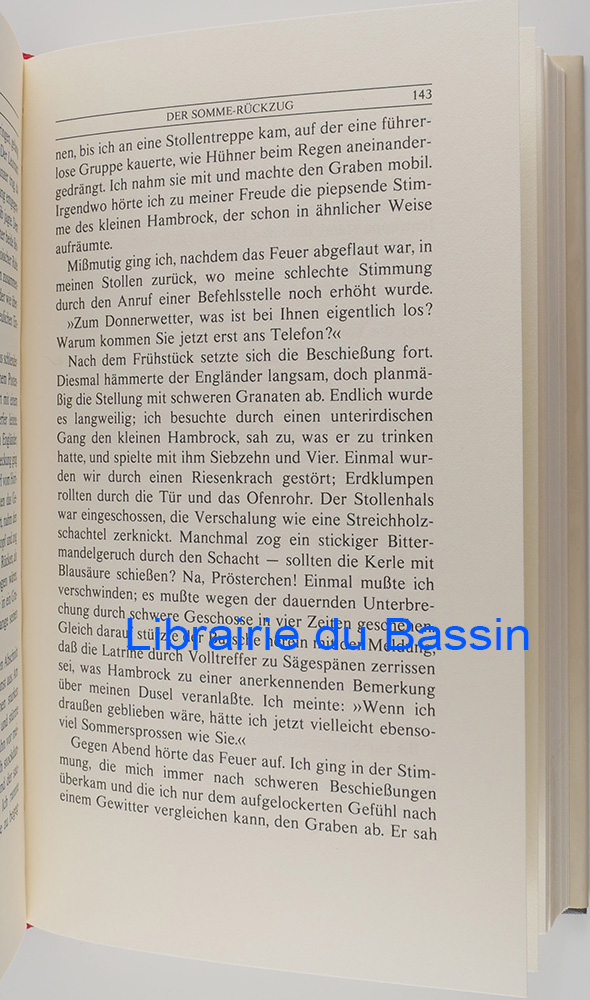 DER SOMME-RÜCKZUG 143
nen, bis ich an eine Stollentreppe kam, auf der eine führer-
lose Gruppe kauerte, wie Hühner beim Regen aneinander-
gedrängt. Ich nahm sie mit und machte den Graben mobil.
Irgendwo hörte ich zu meiner Freude die piepsende Stim-
me des kleinen Hambrock, der schon in ähnlicher Weise
aufräumte.
Mißmutig ging ich, nachdem das Feuer abgeflaut war, in
meinen Stollen zurück, wo meine schlechte Stimmung
durch den Anruf einer Befehlsstelle noch erhöht wurde.
»Zum Donnerwetter, was ist bei Ihnen eigentlich los?
Warum kommen Sie jetzt erst ans Telefon?«
Nach dem Frühstück setzte sich die Beschießung fort.
Diesmal hämmerte der Engländer langsam, doch planmä-
ßig die Stellung mit schweren Granaten ab. Endlich wurde
es langweilig; ich besuchte durch einen unterirdischen
Gang den kleinen Hambrock, sah zu, was er zu trinken
hatte, und spielte mit ihm Siebzehn und Vier. Einmal wur-
den wir durch einen Riesenkrach gestört; Erdklumpen
rollten durch die Tür und das Ofenrohr. Der Stollenhals
war eingeschossen, die Verschalung wie eine Streichholz-
schachtel zerknickt. Manchmal zog ein stickiger Bitter-
mandelgeruch durch den Schacht — sollten die Kerle mit
Blausäure schießen? Na, Prösterchen! Einmal mußte ich
verschwinden; es mußte wegen der dauernden Unterbre-
chung durch schwere Geschosse in vier Zeiten geschehen.
Gleich darauf stürzte der Bursche herein mit der Meldung,
daß die Latrine durch Volltreffer zu Sägespänen zerrissen
sei, was Hambrock zu einer anerkennenden Bemerkung
über meinen Dusel veranlaßte. Ich meinte: »Wenn ich
draußen geblieben wäre, hätte ich jetzt vielleicht ebenso-
viel Sommersprossen wie Sie.«
Gegen Abend hörte das Feuer auf. Ich ging in der Stim-
mung, die mich immer nach schweren Beschießungen
überkam und die ich nur dem aufgelockerten Gefühl nach
einem Gewitter vergleichen kann, den Graben ab. Er sah
Librairie du Bassin